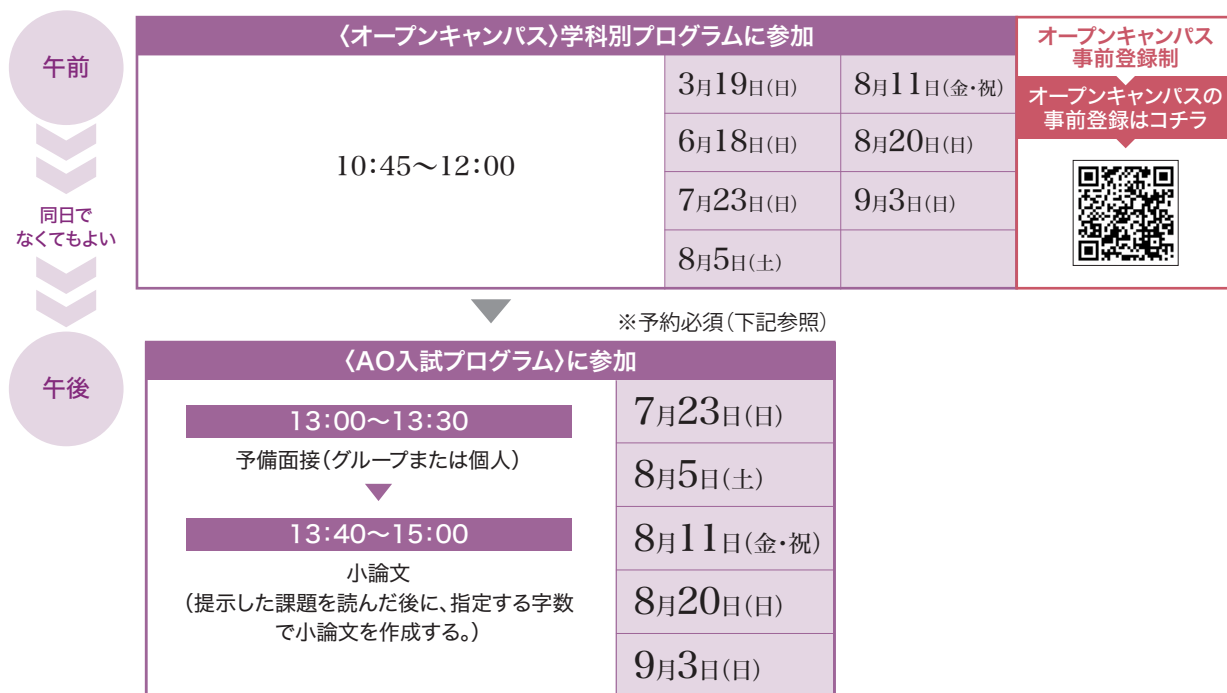 午前
同日で
なくてもよい
午後
〈オープンキャンパス〉学科別プログラムに参加
10:45〜12:00
3月19日(日)
8月11日(金・祝)
6月18日(日)
8月20日(日)
7月23日(日)
9月3日(日)
8月5日(土)
オープンキャンパス
事前登録制
オープンキャンパスの
事前登録はコチラ
※予約必須(下記参照)
〈AO入試プログラム〉に参加
13:00〜13:30
予備面接(グループまたは個人)
13:40〜15:00
小論文
(提示した課題を読んだ後に、指定する字数
で小論文を作成する。)
7月23日(日)
8月5日(土)
8月11日(金・祝)
8月20日(日)
9月3日(日)